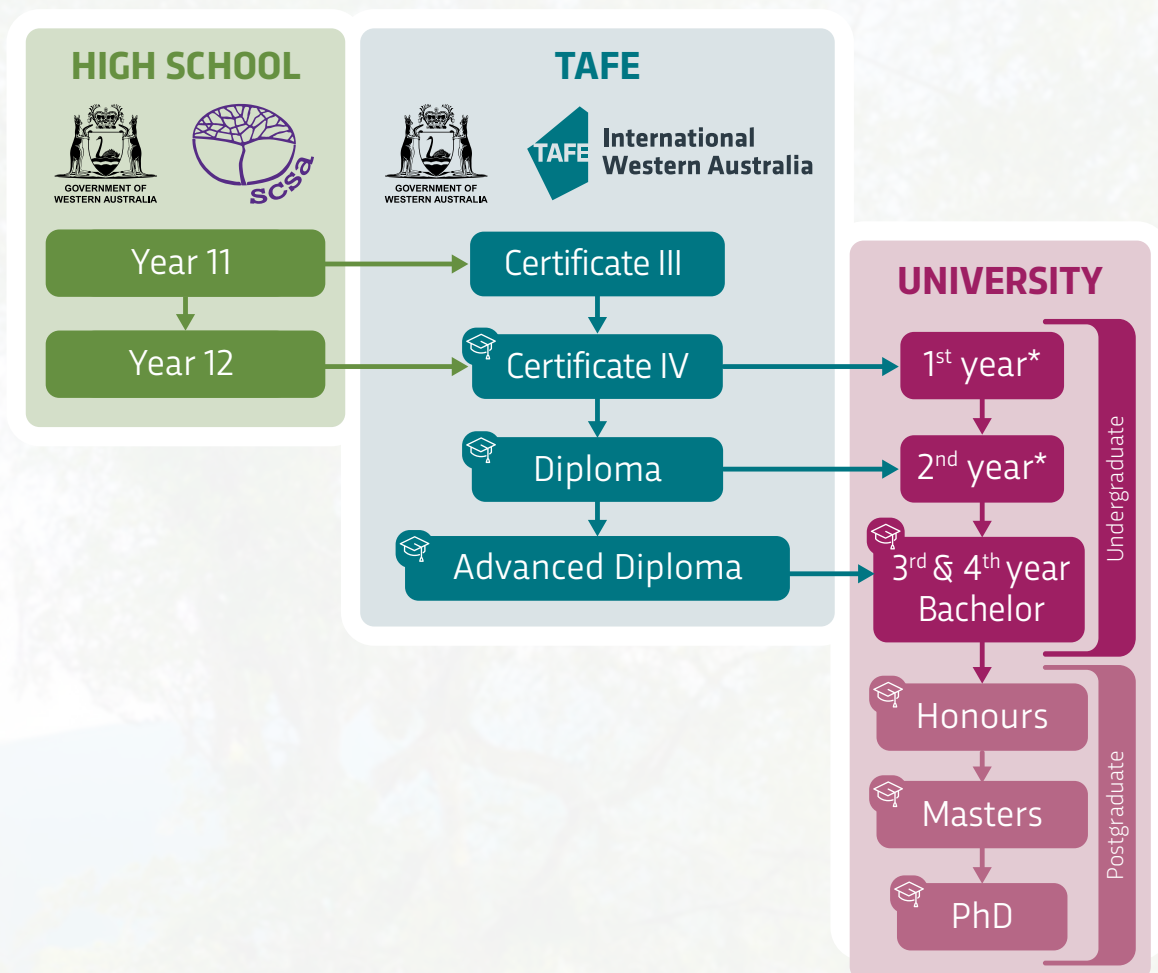 HIGH SCHOOL
GOVERNMENT OF
WESTERN AUSTRALIA
scsa
Year 11
Year 12
TAFE
GOVERNMENT OF
WESTERN AUSTRALIA
TAFE
International
Western Australia
Certificate III
Certificate IV
Diploma
Advanced Diploma
UNIVERSITY
1st year*
2nd year*
3rd & 4th year
Bachelor
Undergraduate
Honours
Masters
PhD
Postgraduate